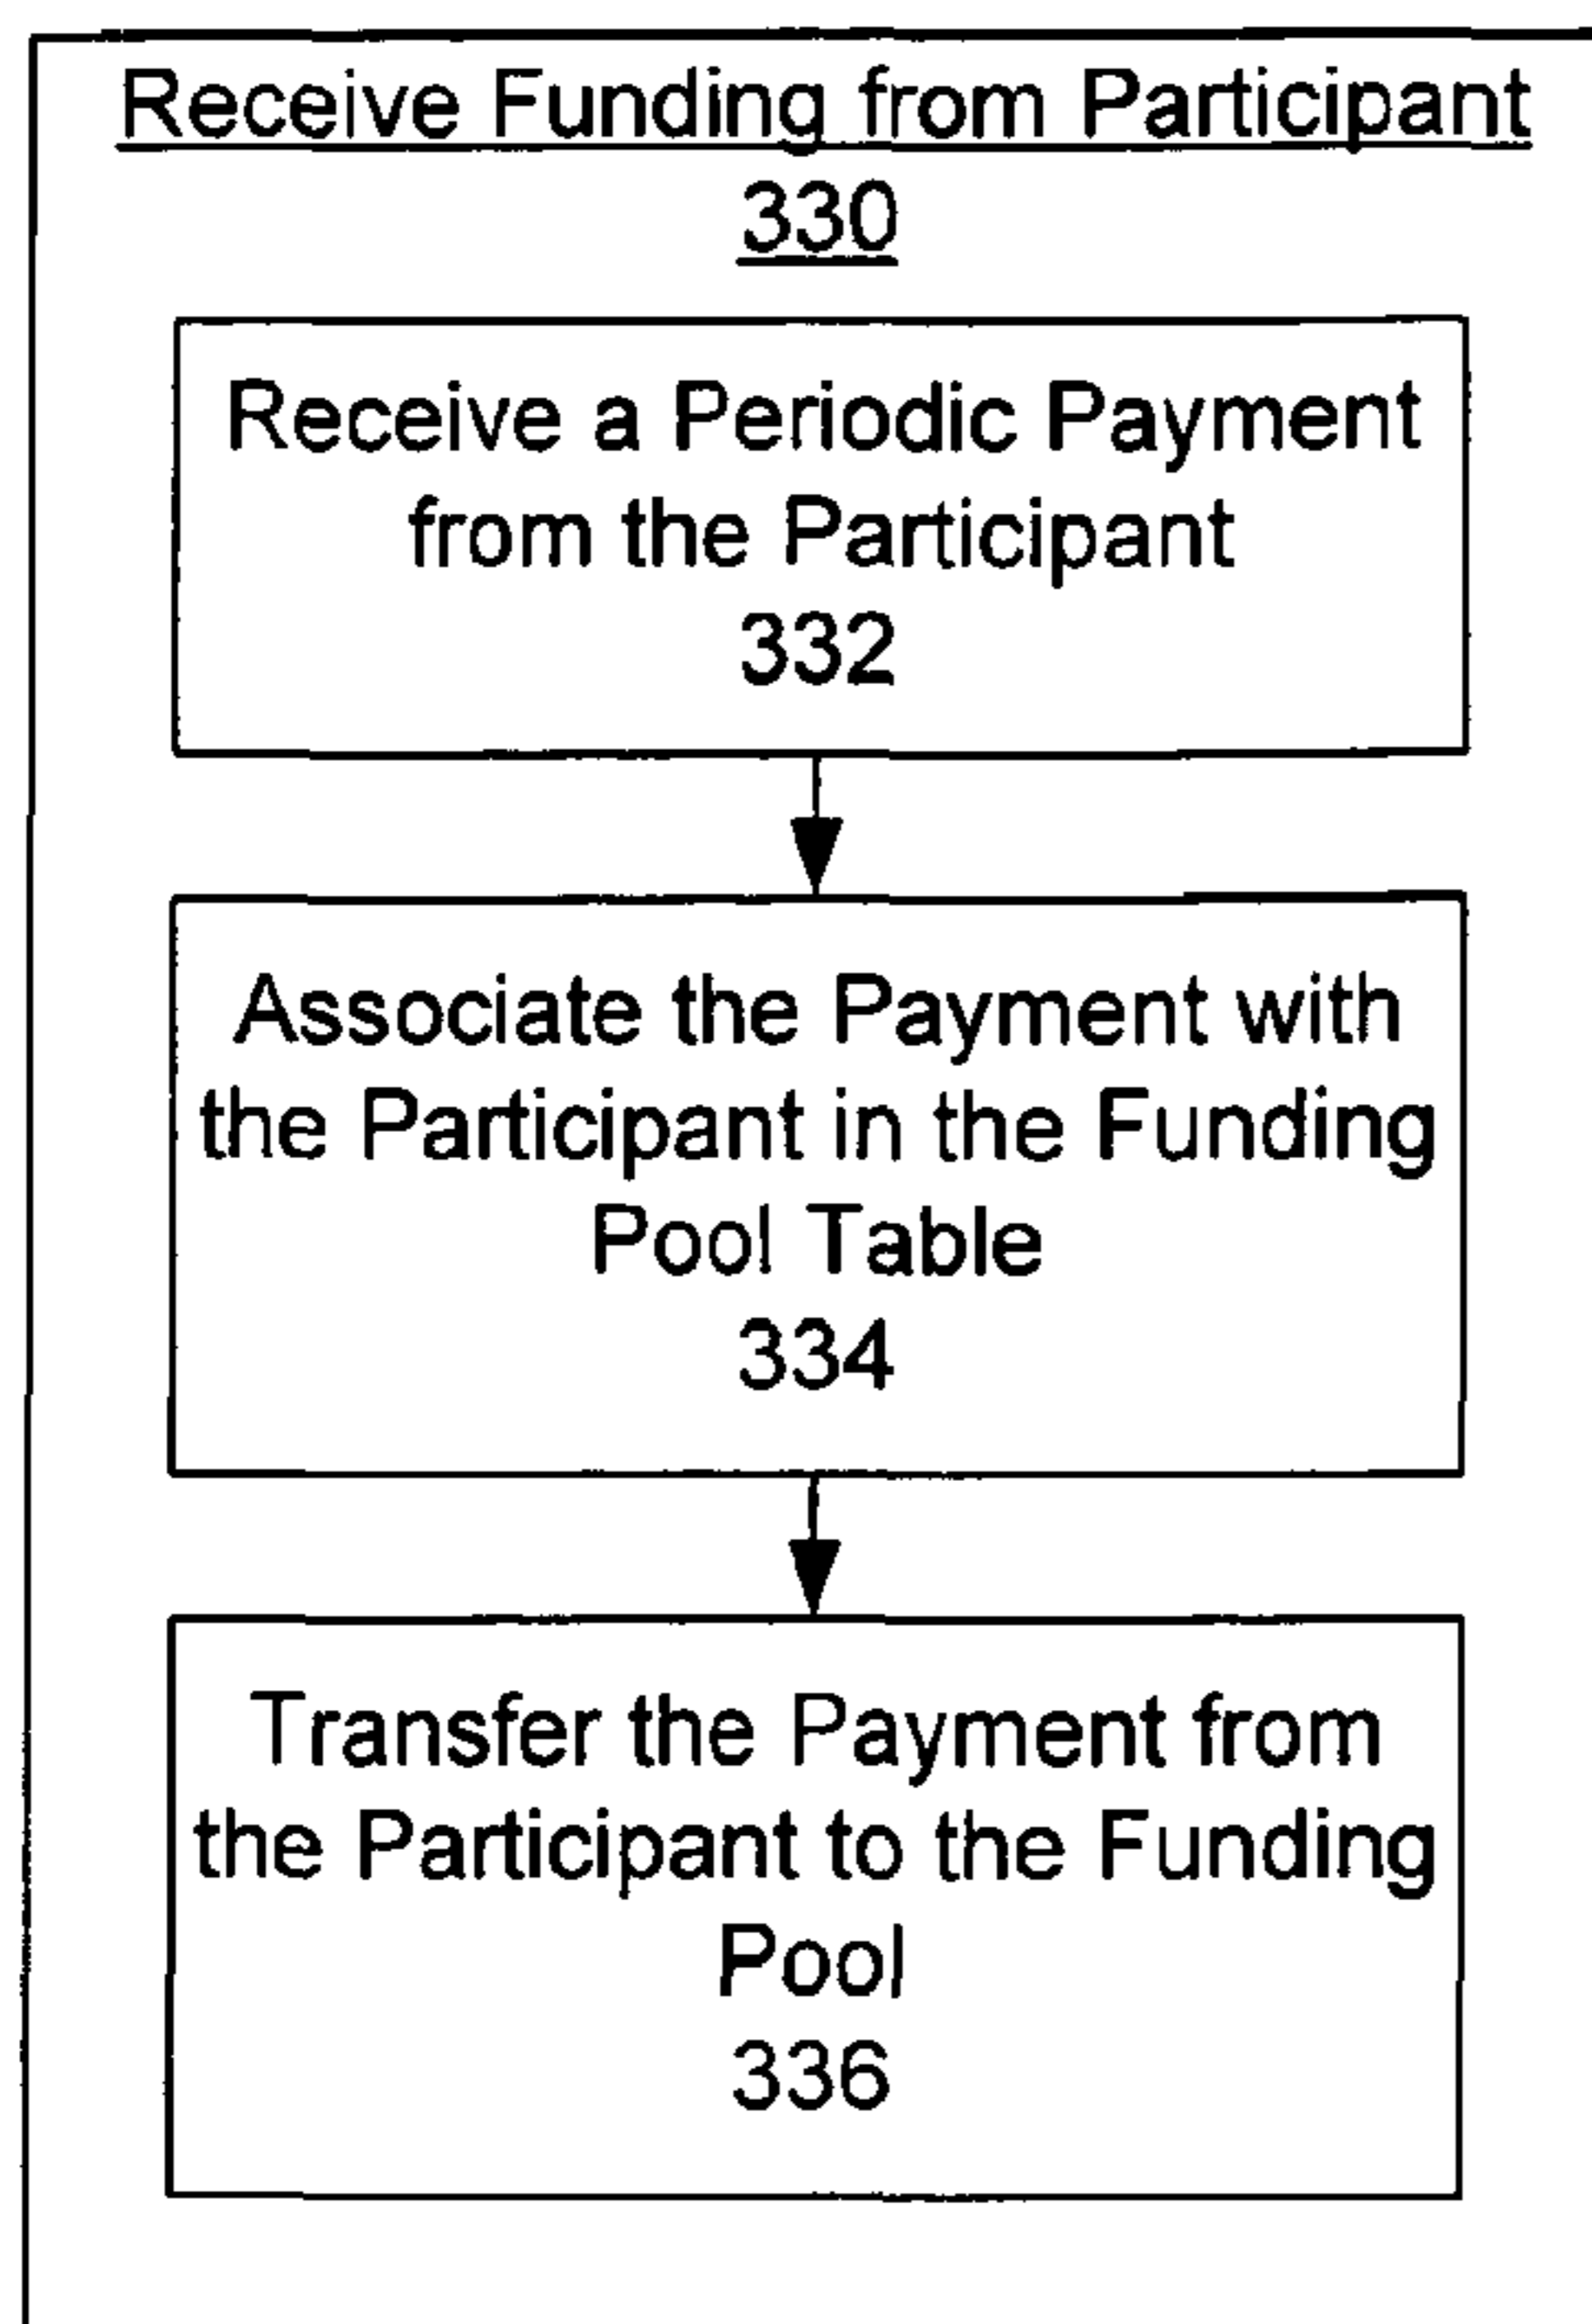 Receive Funding from Participant
330
Receive a Periodic Payment
from the Participant
332
Associate the Payment with
the Participant in the Funding
Pool Table
334
Transfer the Payment from
the Participant to the Funding
Pool
336